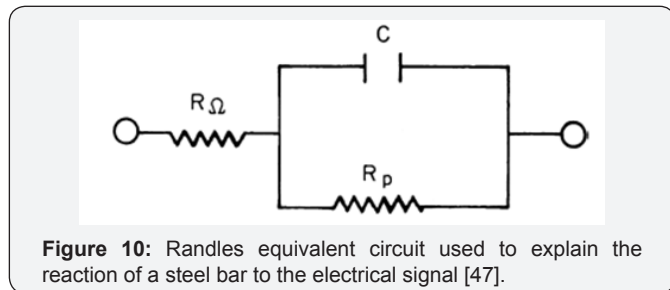 C
RΩ
Rp
Figure 10: Randles equivalent circuit used to explain the
reaction of a steel bar to the electrical signal [47].